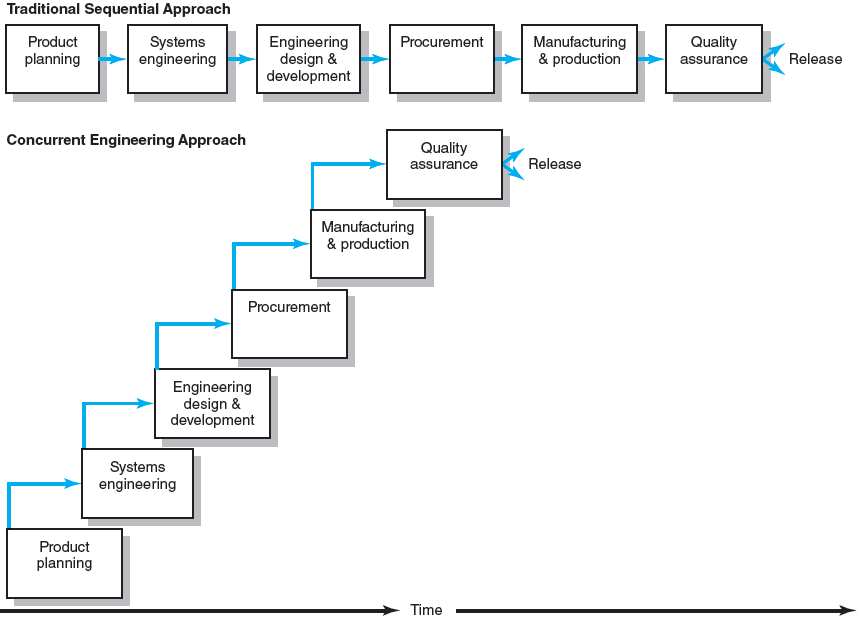 Traditional Sequential Approach
Product
planning
Systems
engineering
Engineering
design &
development
Procurement
Manufacturing
& production
Quality
assurance
Release
Concurrent Engineering Approach
Quality
assurance
Release
Manufacturing
& production
Procurement
Engineering
design &
development
Systems
engineering
Product
planning
Time